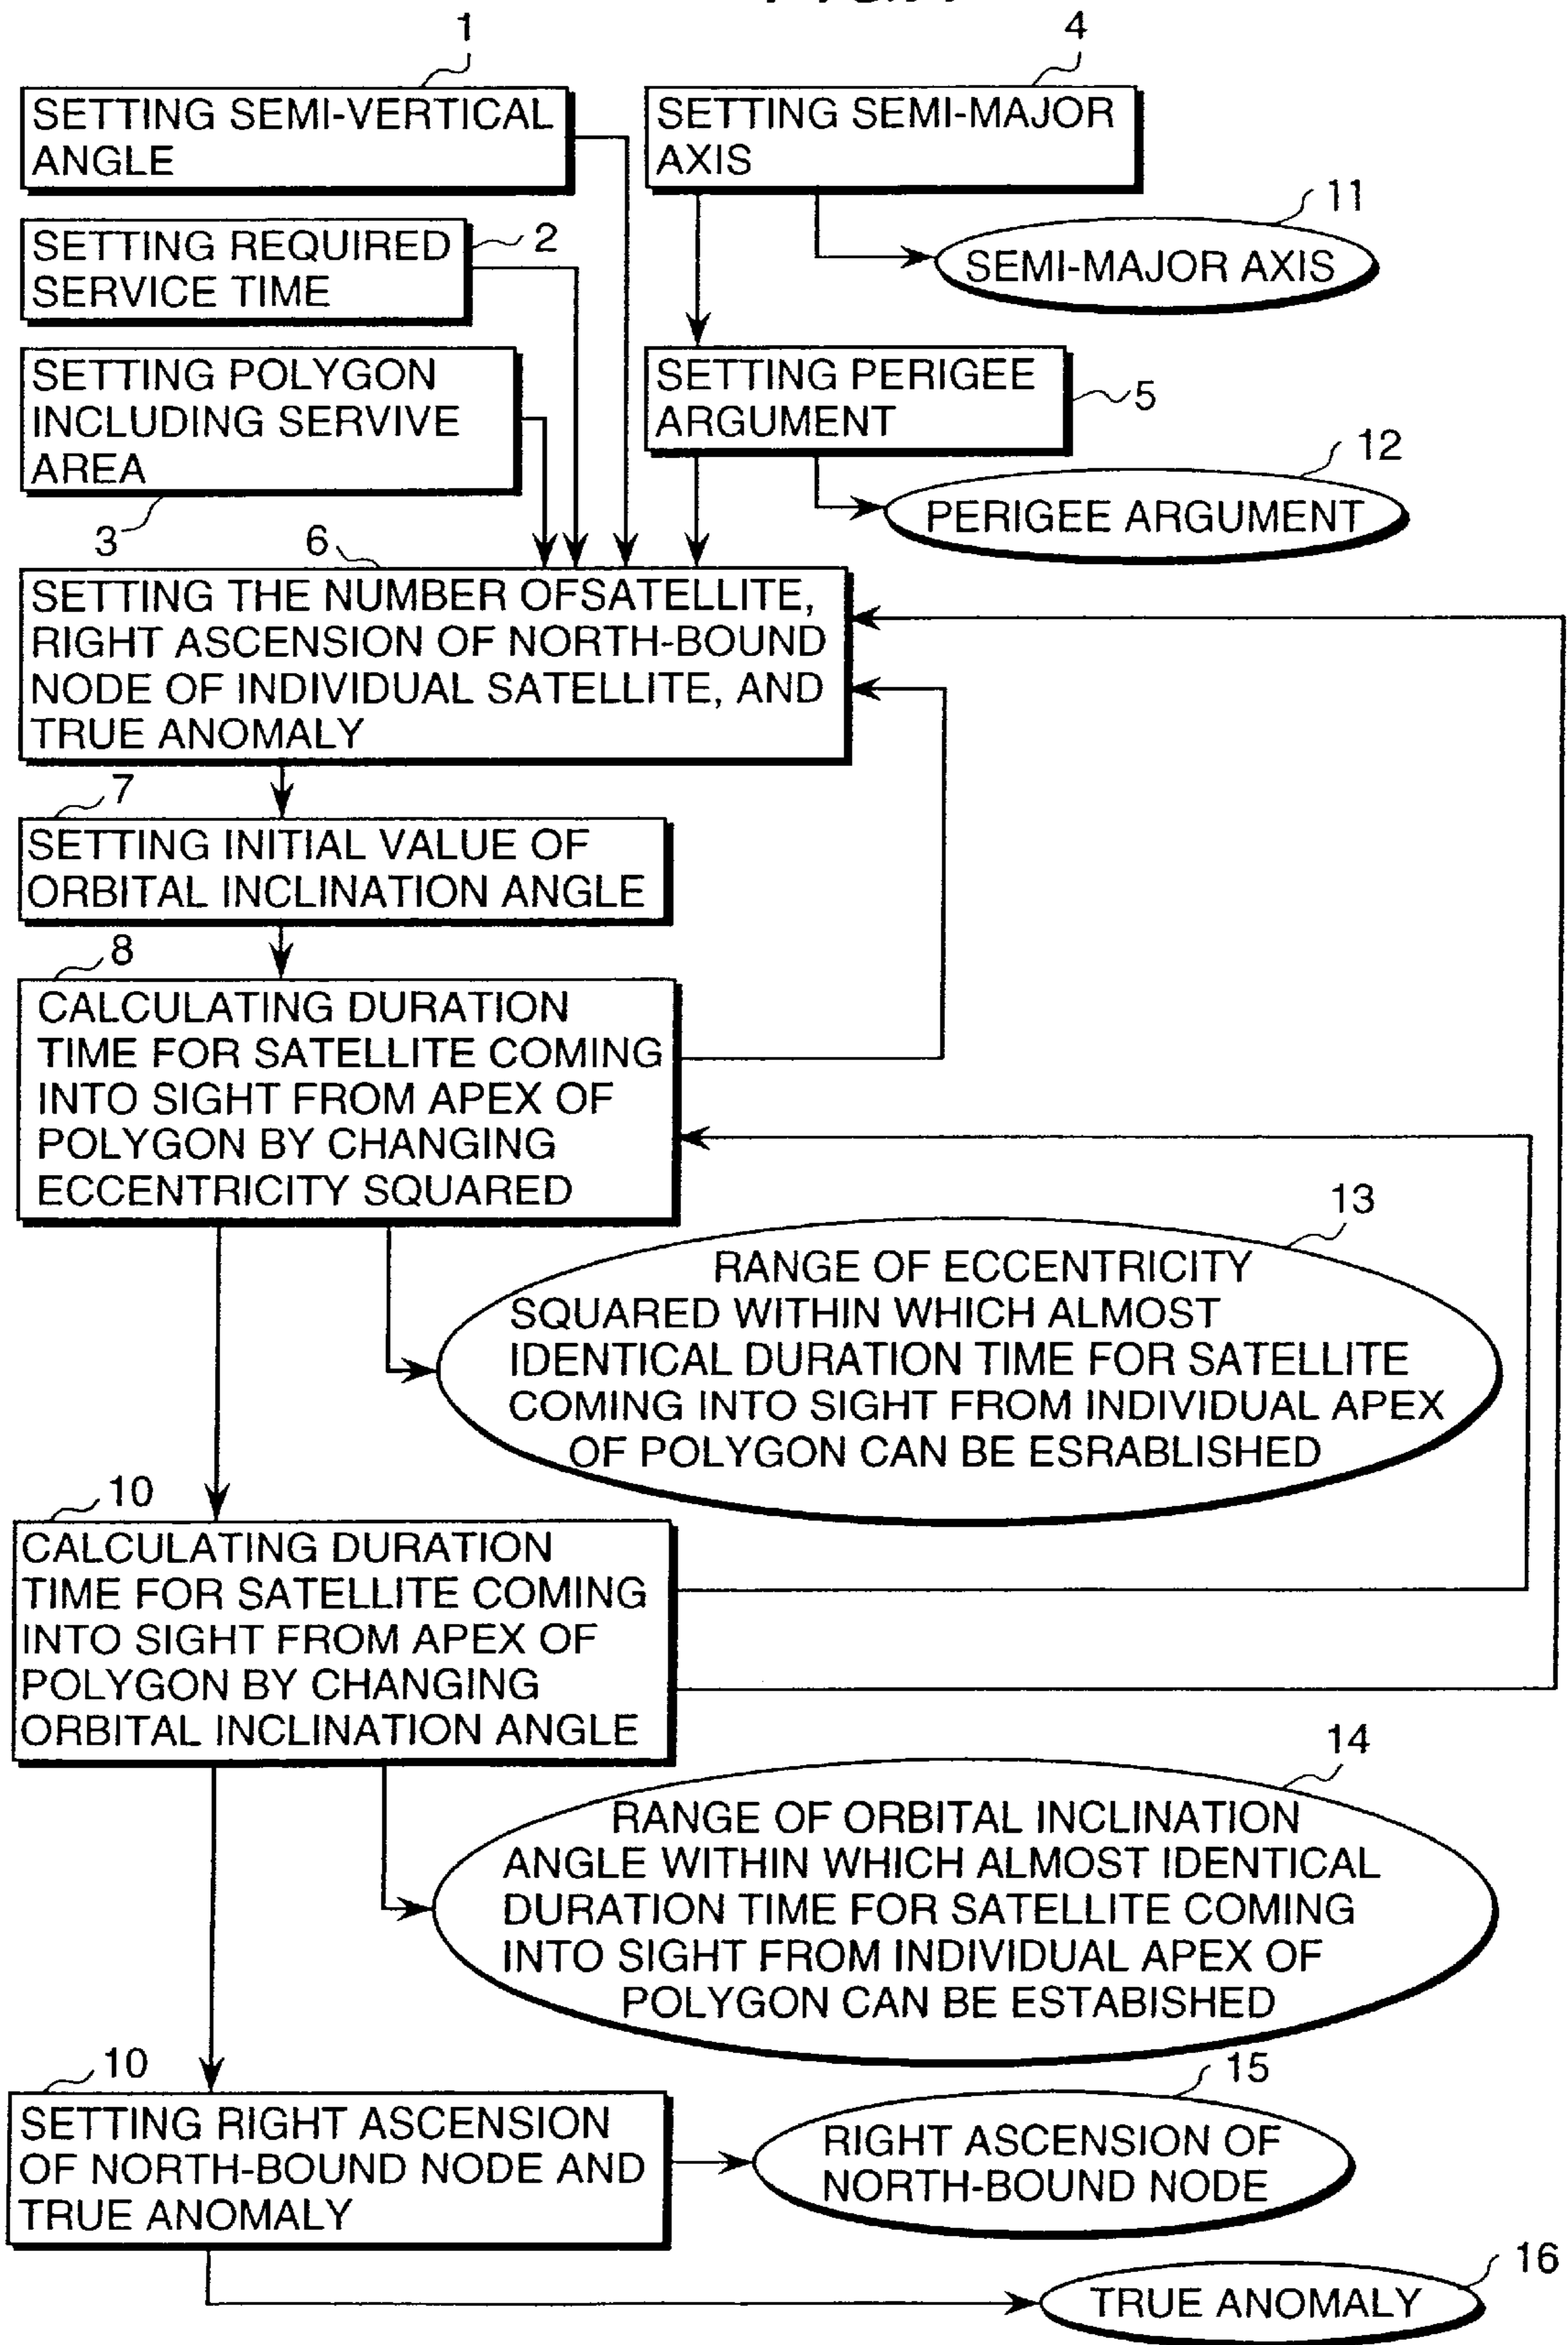 1
4
SETTING SEMI-VERTICAL
ANGLE
SETTING SEMI-MAJOR
AXIS
11
SEMI-MAJOR AXIS
SETTING REQUIRED
SERVICE TIME
2
SETTING POLYGON
INCLUDING SERVIVE
AREA
3
SETTING PERIGEE
ARGUMENT
5
12
PERIGEE ARGUMENT
6
SETTING THE NUMBER OFSATELLITE,
RIGHT ASCENSION OF NORTH-BOUND
NODE OF INDIVIDUAL SATELLITE, AND
TRUE ANOMALY
7
SETTING INITIAL VALUE OF
ORBITAL INCLINATION ANGLE
8
CALCULATING DURATION
TIME FOR SATELLITE COMING
INTO SIGHT FROM APEX OF
POLYGON BY CHANGING
ECCENTRICITY SQUARED
13
RANGE OF ECCENTRICITY
SQUARED WITHIN WHICH ALMOST
IDENTICAL DURATION TIME FOR SATELLITE
COMING INTO SIGHT FROM INDIVIDUAL APEX
OF POLYGON CAN BE ESRABLISHED
10
CALCULATING DURATION
TIME FOR SATELLITE COMING
INTO SIGHT FROM APEX OF
POLYGON BY CHANGING
ORBITAL INCLINATION ANGLE
14
RANGE OF ORBITAL INCLINATION
ANGLE WITHIN WHICH ALMOST IDENTICAL
DURATION TIME FOR SATELLITE COMING
INTO SIGHT FROM INDIVIDUAL APEX OF
POLYGON CAN BE ESTABISHED
10
SETTING RIGHT ASCENSION
OF NORTH-BOUND NODE AND
TRUE ANOMALY
15
RIGHT ASCENSION OF
NORTH-BOUND NODE
16
TRUE ANOMALY